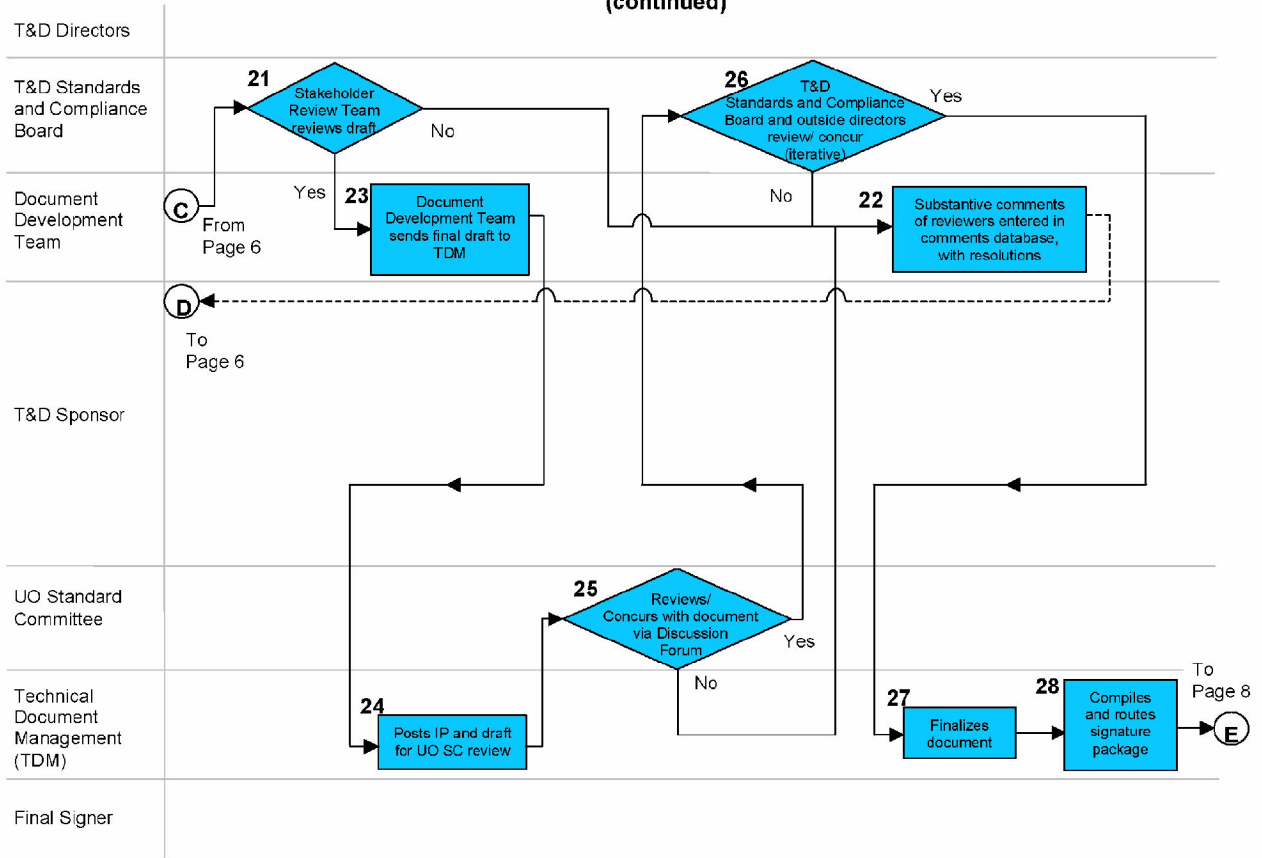 (continued)
T&D Directors
T&D Standards
and Compliance
Board
21
Stakeholder
Review Team
reviews draft
No
26
T&D
Standards and Compliance
Board and outside directors
review/ concur
(iterative)
Yes
Document
Development
Team
C
From
Page 6
Yes
23
Document
Development Team
sends final draft to
TDM
No
22
Substantive comments
of reviewers entered in
comments database,
with resolutions
D
To
Page 6
T&D Sponsor
UO Standard
Committee
25
Reviews/
Concurs with document
via Discussion
Forum
Yes
No
Technical
Document
Management
(TDM)
24
Posts IP and draft
for UO SC review
27
Finalizes
document
28
Compiles
and routes
signature
package
To
Page 8
E
Final Signer